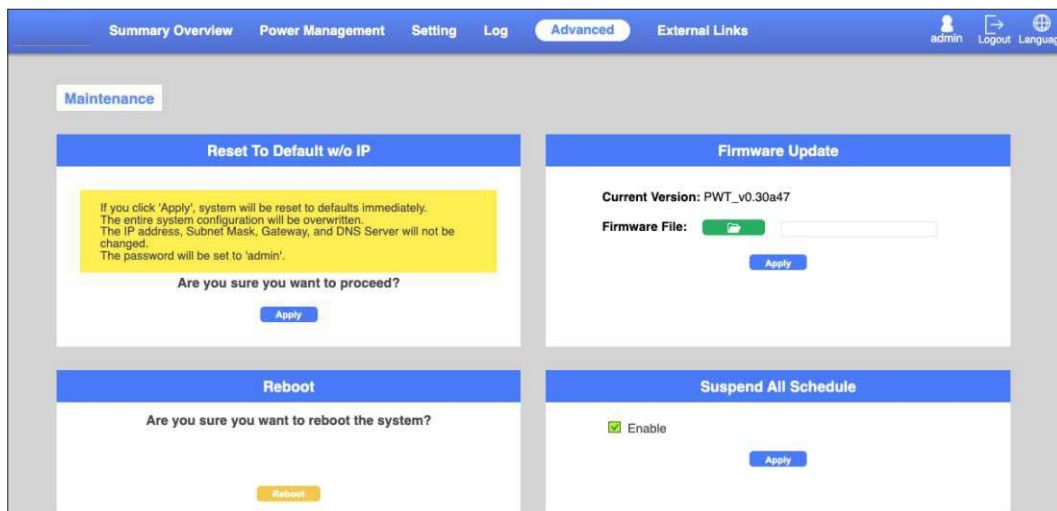 Summary Overview Power Management Setting Log Advanced External Links admin Logout Languag
Maintenance
Reset To Default w/o IP
If you click 'Apply', system will be reset to defaults immediately.
The entire system configuration will be overwritten.
The IP address, Subnet Mask, Gateway, and DNS Server will not be
changed.
The password will be set to 'admin'.
Are you sure you want to proceed?
Apply
Firmware Update
Current Version: PWT_v0.30a47
Firmware File:
Apply
Reboot
Are you sure you want to reboot the system?
Reboot
Suspend All Schedule
Enable
Apply